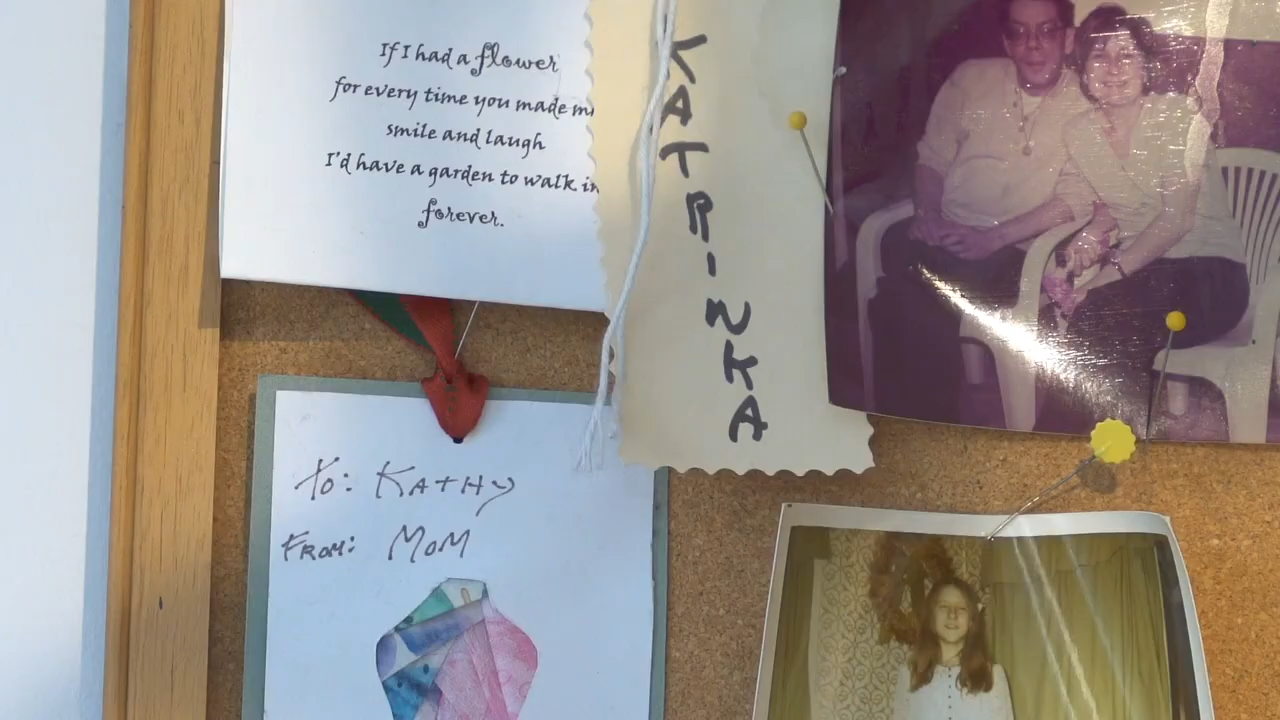 If I had a flower
for every time you made m
smile and laugh
I'd have a garden to walk in
forever.
KATRINKA
To: KATHY
FROM: MOM